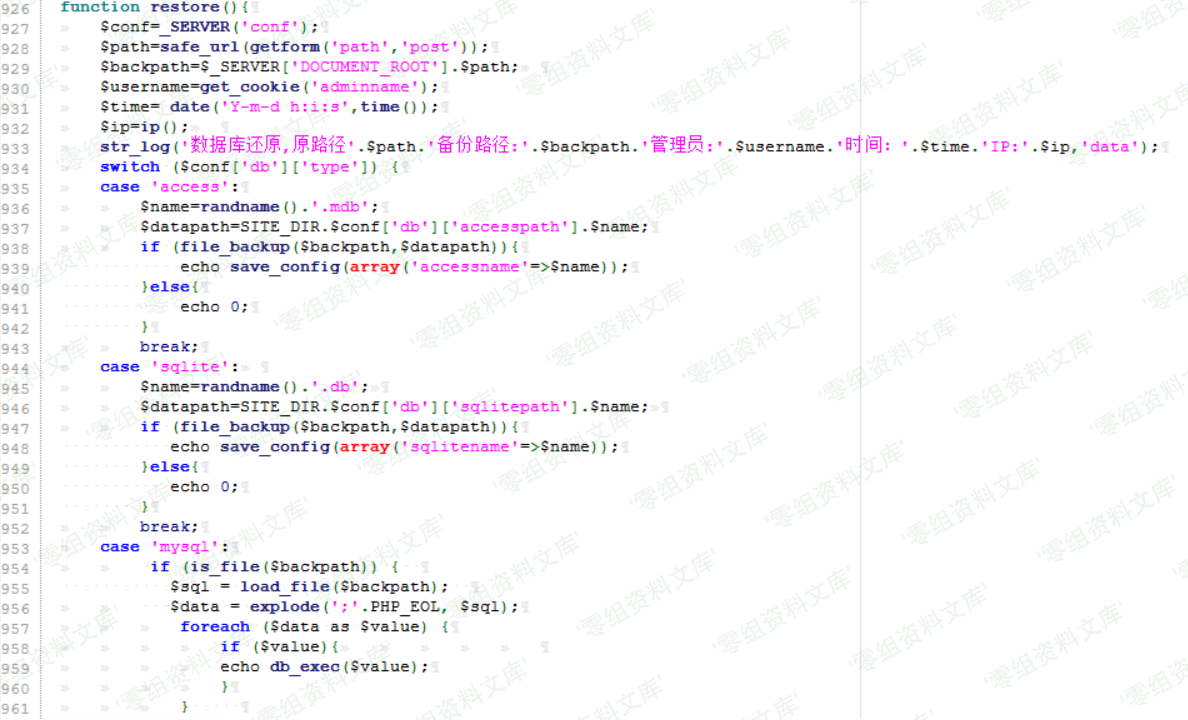 926 function restore(){
927 $conf=_SERVER('conf');
928 $path=safe_url(getform('path','post'));
929 $backpath=$_SERVER['DOCUMENT_ROOT'].$path;
930 $username=get_cookie('adminname');
931 $time= date('Y-m-d h:i:s',time());
932 $ip=ip();
933 str_log('数据库还原,原路径'.$path.'备份路径:'.$backpath.'管理员:'.$username.'时间：'.$time.'IP:'.$ip,'data');
934 switch ($conf['db']['type']) {
935 case 'access':
936 $name=randname().'.mdb';
937 $datapath=SITE_DIR.$conf['db']['accesspath'].$name;
938 if (file_backup($backpath,$datapath)){
939 echo save_config(array('accessname'=>$name));
940 }else{
941 echo 0;
942 }
943 break;
944 case 'sqlite':
945 $name=randname().'.db';
946 $datapath=SITE_DIR.$conf['db']['sqlitepath'].$name;
947 if (file_backup($backpath,$datapath)){
948 echo save_config(array('sqlitename'=>$name));
949 }else{
950 echo 0;
951 }
952 break;
953 case 'mysql':
954 if (is_file($backpath)) {
955 $sql = load_file($backpath);
956 $data = explode(';'.PHP_EOL, $sql);
957 foreach ($data as $value) {
958 if ($value){
959 echo db_exec($value);
960 }
961 }